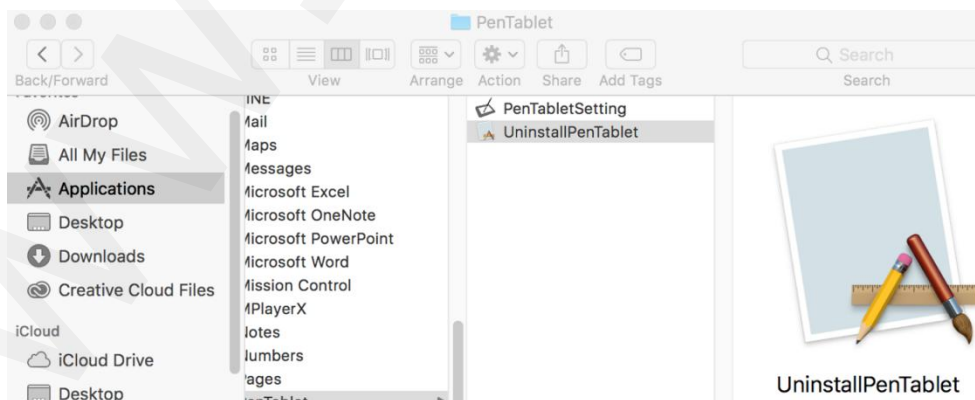 PenTablet
Back/Forward
View
Arrange
Action
Share
Add Tags
Search
Search
AirDrop
All My Files
Applications
Desktop
Downloads
Creative Cloud Files
iCloud
iCloud Drive
Desktop
Mail
Maps
Messages
Microsoft Excel
Microsoft OneNote
Microsoft PowerPoint
Microsoft Word
Mission Control
MPlayerX
Notes
Numbers
Pages
PenTablet
PenTabletSetting
UninstallPenTablet
UninstallPenTablet